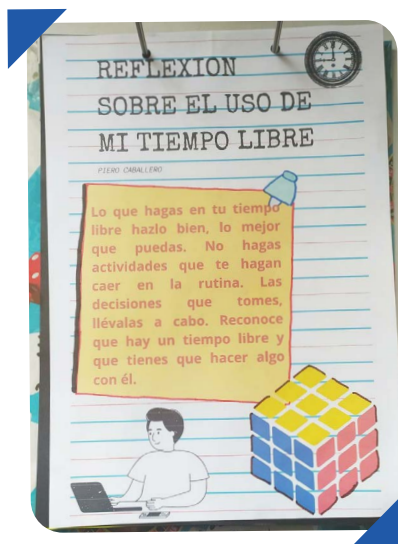 REFLEXION
SOBRE EL USO DE
MI TIEMPO LIBRE
PIERO CABALLERO
Lo que hagas en tu tiempo
libre hazlo bien, lo mejor
que puedas. No hagas
actividades que te hagan
caer en la rutina. Las
decisiones que tomes,
llévalas a cabo. Reconoce
que hay un tiempo libre y
que tienes que hacer algo
con él.